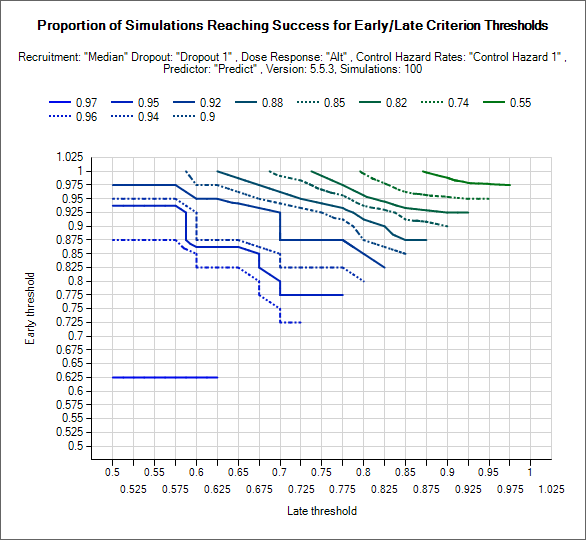 Proportion of Simulations Reaching Success for Early/Late Criterion Thresholds
Recruitment: "Median" Dropout: "Dropout 1" , Dose Response: "Alt" , Control Hazard Rates: "Control Hazard 1" ,
Predictor: "Predict" , Version: 5.5.3, Simulations: 100
0.97 0.95 0.92 0.88 0.85 0.82 0.74 0.55
0.96 0.94 0.9
1.025
1
0.975
0.95
0.925
0.9
0.875
0.85
0.825
0.8
0.775
0.75
0.725
0.7
0.675
0.65
0.625
0.6
0.575
0.55
0.525
0.5
Early threshold
0.5 0.55 0.6 0.65 0.7 0.75 0.8 0.85 0.9 0.95 1
0.525 0.575 0.625 0.675 0.725 0.775 0.825 0.875 0.925 0.975 1.025
Late threshold